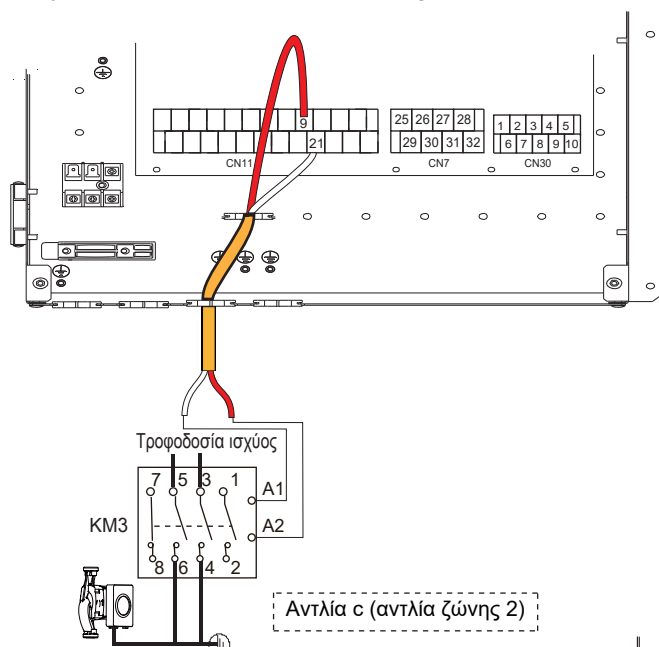 9
21
CN11
25 26 27 28
29 30 31 32
CN7
1 2 3 4 5
6 7 8 9 10
CN30
Τροφοδοσία ισχύος
7 5 3 1
A1
KM3
A2
8 6 4 2
Αντλία c (αντλία ζώνης 2)